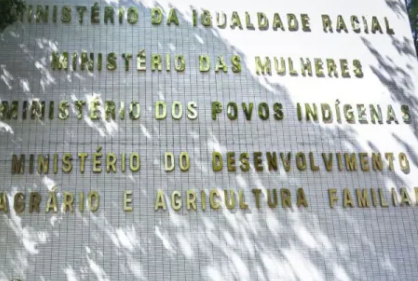 MINISTÉRIO DA IGUALDADE RACIAL
MINISTÉRIO DAS MULHERES
MINISTÉRIO DOS POVOS INDÍGENAS
MINISTÉRIO DO DESENVOLVIMENTO
AGRÁRIO E AGRICULTURA FAMILIAR